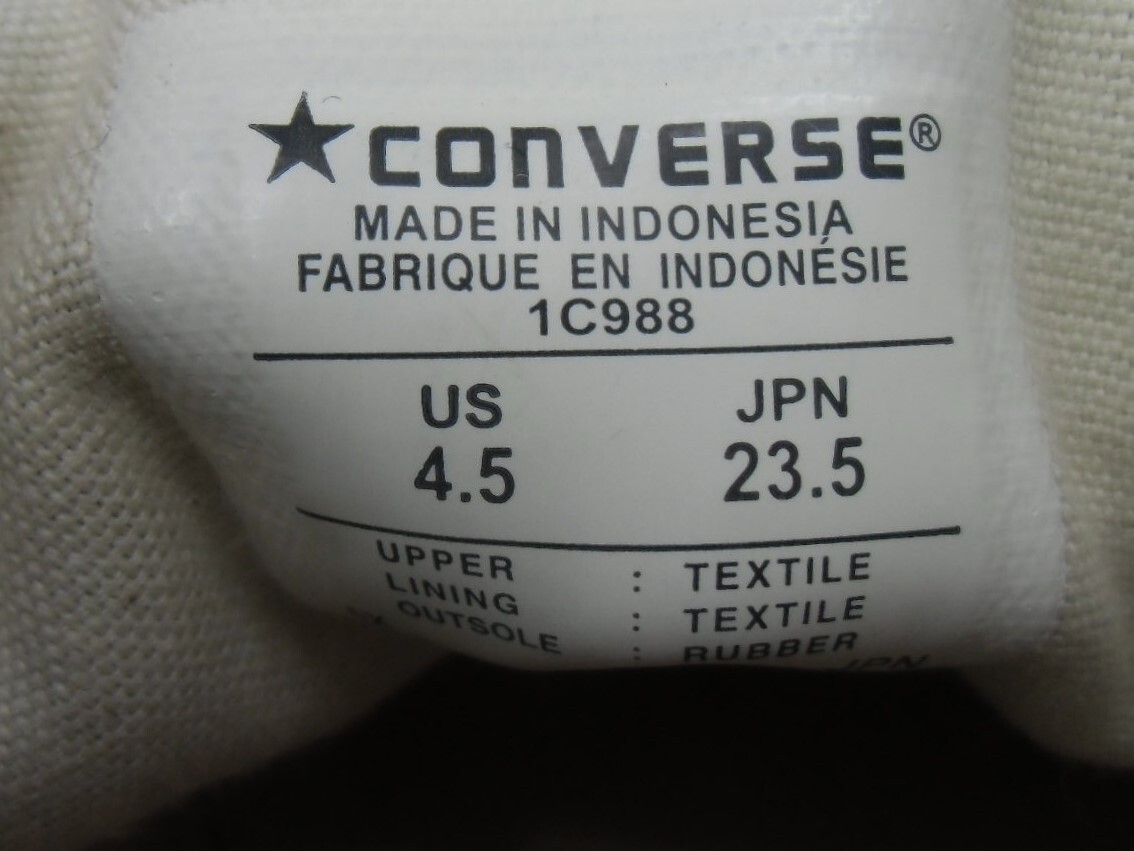 ★CONVERSE®
MADE IN INDONESIA
FABRIQUE EN INDONÉSIE
1C988
US JPN
4.5 23.5
UPPER : TEXTILE
LINING : TEXTILE
OUTSOLE : RUBBER
JPN